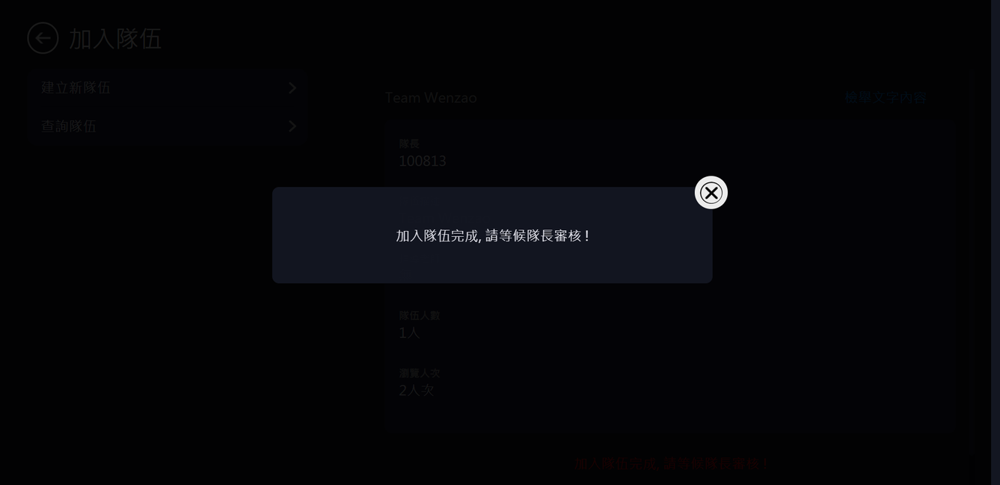 加入隊伍
建立新隊伍
查詢隊伍
Team Wenzao
檢舉文字內容
隊長
100813
加入隊伍完成, 請等候隊長審核 !
隊伍人數
1人
瀏覽人次
2人次
加入隊伍完成, 請等候隊長審核 !